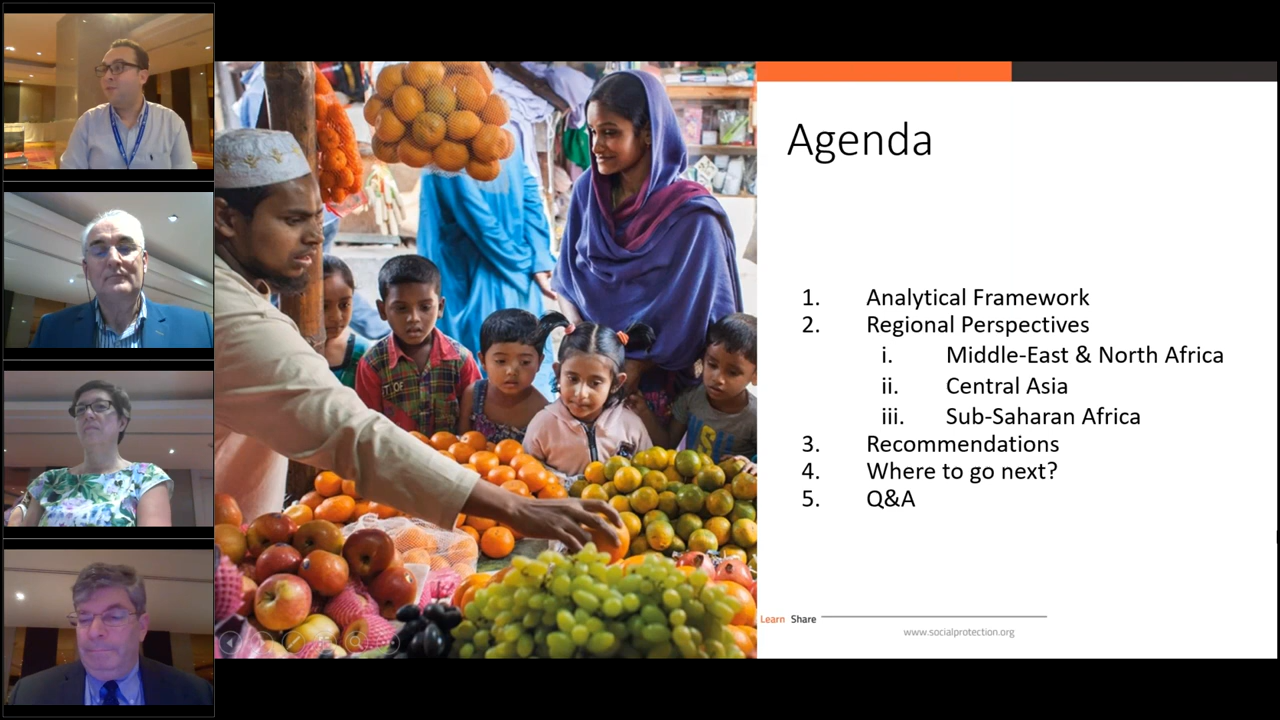 Agenda
1. Analytical Framework
2. Regional Perspectives
i. Middle-East & North Africa
ii. Central Asia
iii. Sub-Saharan Africa
3. Recommendations
4. Where to go next?
5. Q&A
Learn Share
www.socialprotection.org